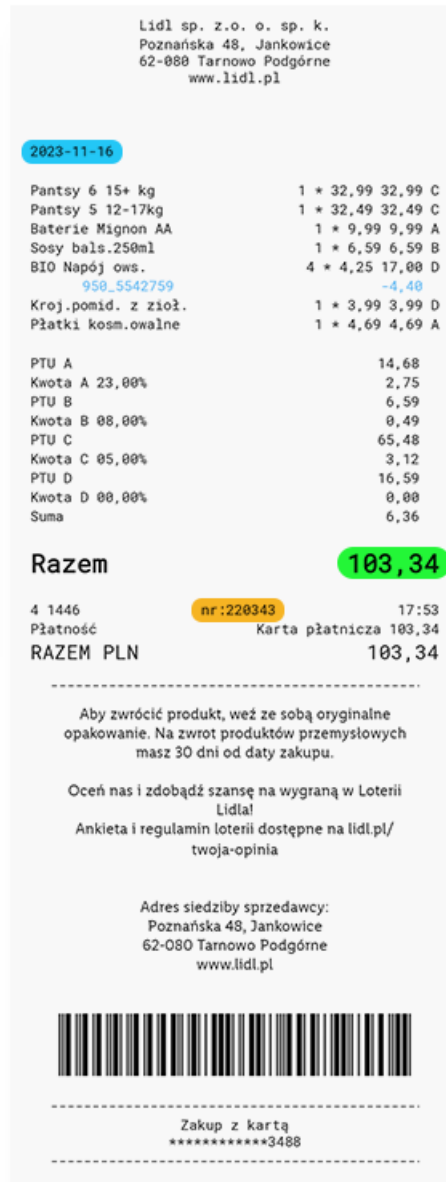 Lidl sp. z.o. o. sp. k.
Poznańska 48, Jankowice
62-080 Tarnowo Podgórne
www.lidl.pl
2023-11-16
Pantsy 6 15+ kg 1 * 32,99 32,99 C
Pantsy 5 12-17kg 1 * 32,49 32,49 C
Baterie Mignon AA 1 * 9,99 9,99 A
Sosy bals.250ml 1 * 6,59 6,59 B
BIO Napój ows. 4 * 4,25 17,00 D
950_5542759 -4,40
Kroj.pomid. z zioł. 1 * 3,99 3,99 D
Płatki kosm.owalne 1 * 4,69 4,69 A
PTU A 14,68
Kwota A 23,00% 2,75
PTU B 6,59
Kwota B 08,00% 0,49
PTU C 65,48
Kwota C 05,00% 3,12
PTU D 16,59
Kwota D 00,00% 0,00
Suma 6,36
Razem 103,34
4 1446 nr:220343 17:53
Płatność Karta płatnicza 103,34
RAZEM PLN 103,34
Aby zwrócić produkt, weź ze sobą oryginalne
opakowanie. Na zwrot produktów przemysłowych
masz 30 dni od daty zakupu.
Oceń nas i zdobądź szansę na wygraną w Loterii
Lidla!
Ankieta i regulamin loterii dostępne na lidl.pl/
twoja-opinia
Adres siedziby sprzedawcy:
Poznańska 48, Jankowice
62-080 Tarnowo Podgórne
www.lidl.pl
Zakup z kartą
************3488